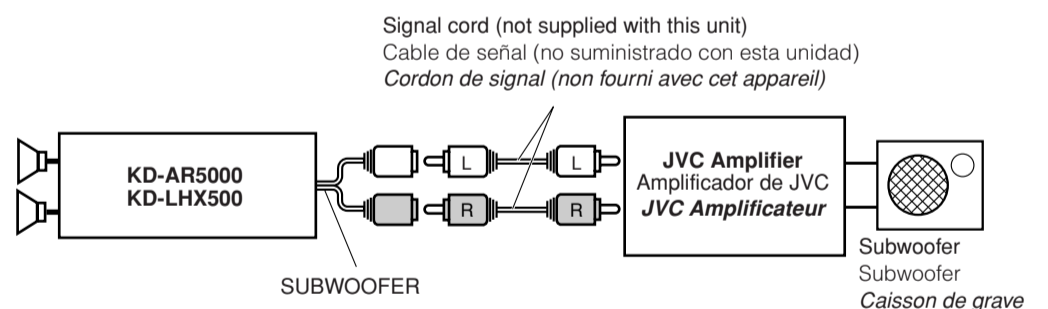 Signal cord (not supplied with this unit)
Cable de señal (no suministrado con esta unidad)
Cordon de signal (non fourni avec cet appareil)
KD-AR5000
KD-LHX500
L
L
R
R
JVC Amplifier
Amplificador de JVC
JVC Amplificateur
SUBWOOFER
Subwoofer
Subwoofer
Caisson de grave